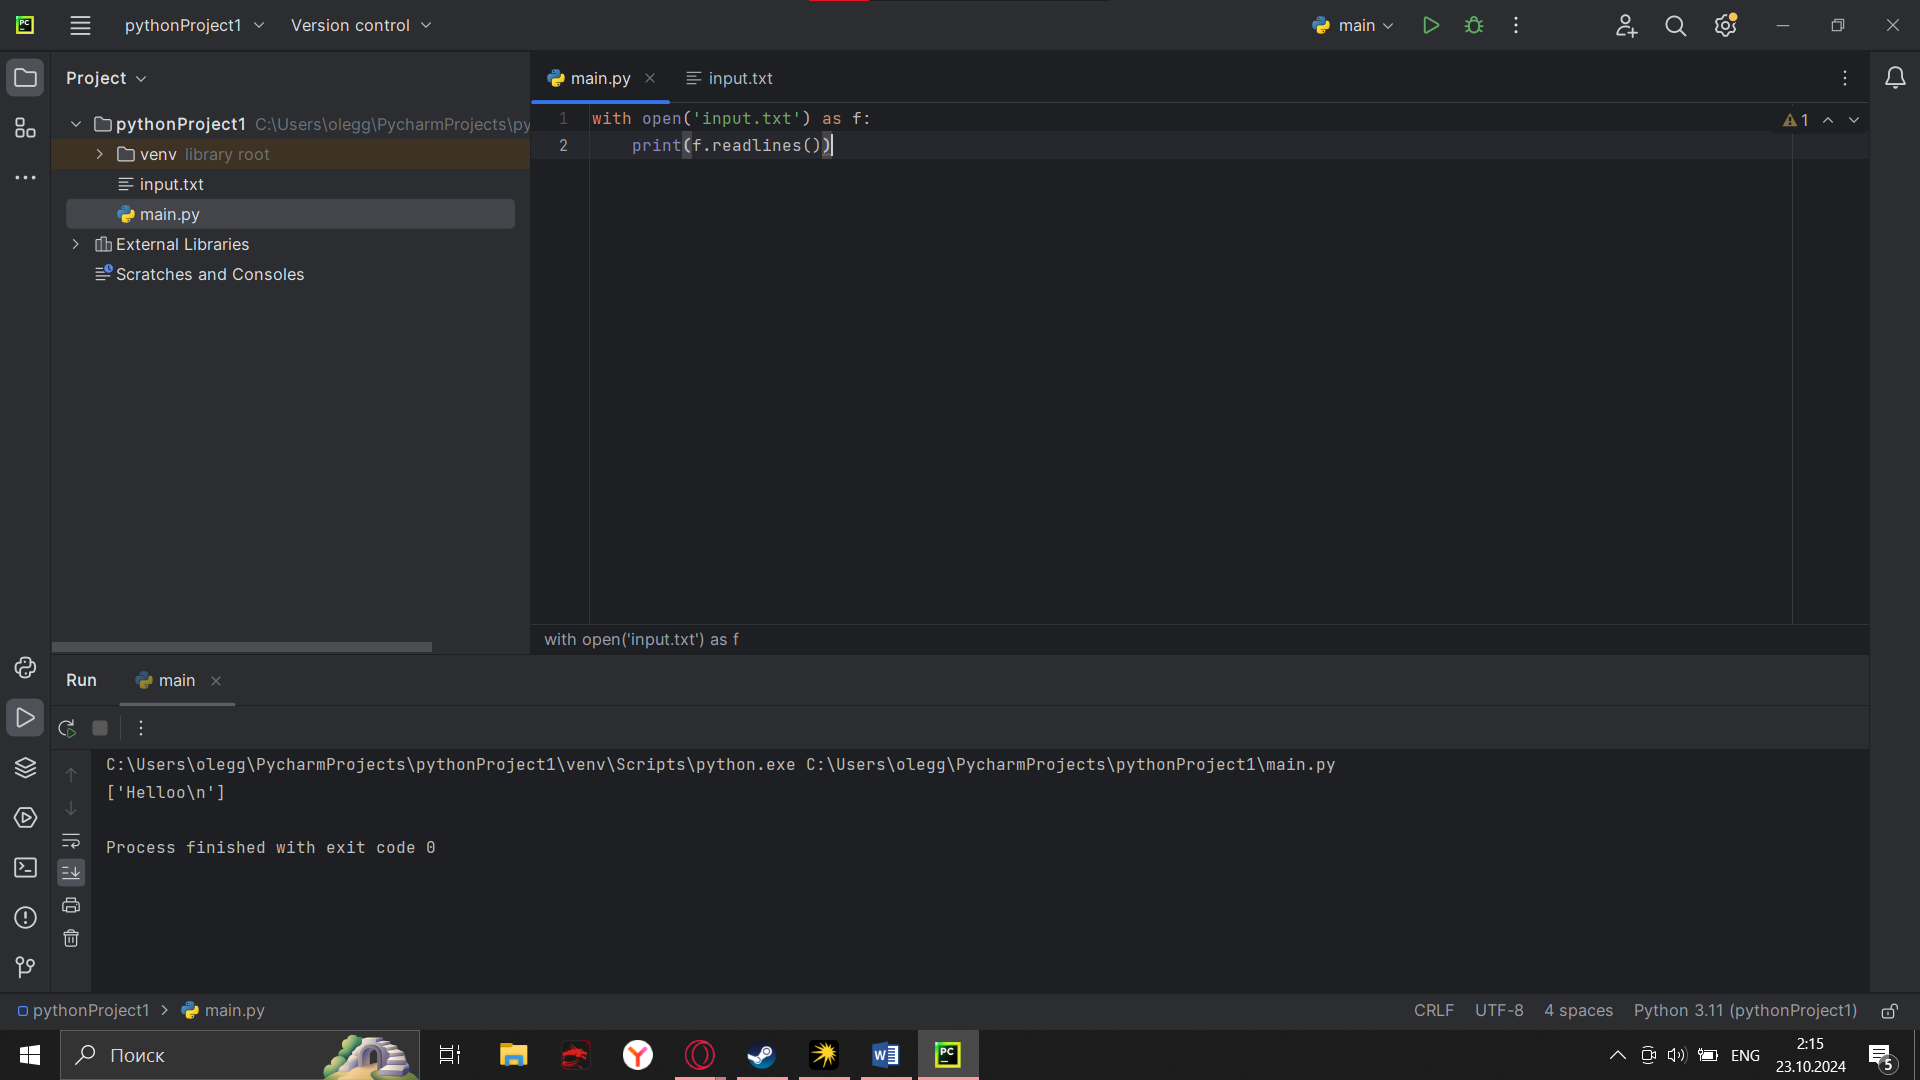 PC
pythonProject1
Version control
main
Project
main.py
input.txt
pythonProject1 C:\Users\olegg\PycharmProjects\py
venv library root
input.txt
main.py
External Libraries
Scratches and Consoles
1 with open('input.txt') as f:
2 print(f.readlines())
1
with open('input.txt') as f
Run
main
C:\Users\olegg\PycharmProjects\pythonProject1\venv\Scripts\python.exe C:\Users\olegg\PycharmProjects\pythonProject1\main.py
['Helloo\n']
Process finished with exit code 0
pythonProject1 > main.py
CRLF UTF-8 4 spaces Python 3.11 (pythonProject1)
Поиск
Y
W
PC
ENG
2:15
23.10.2024
5